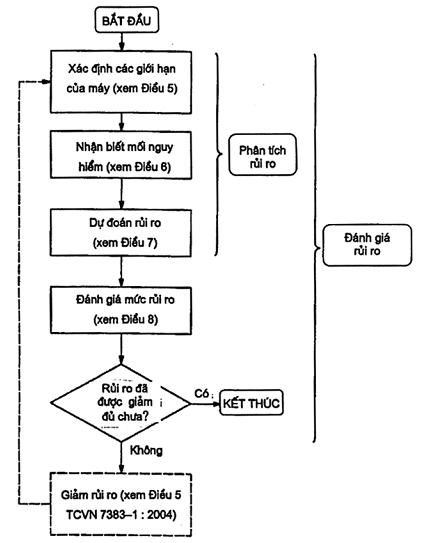 BẮT ĐẦU
Xác định các giới hạn
của máy (xem Điều 5)
Nhận biết mối nguy
hiểm (xem Điều 6)
Phân tích
rủi ro
Dự đoán rủi ro
(xem Điều 7)
Đánh giá
rủi ro
Đánh giá mức rủi ro
(xem Điều 8)
Rủi ro đã
được giảm
đủ chưa?
Có
KẾT THÚC
Không
Giảm rủi ro (xem Điều 5
TCVN 7383–1 : 2004)